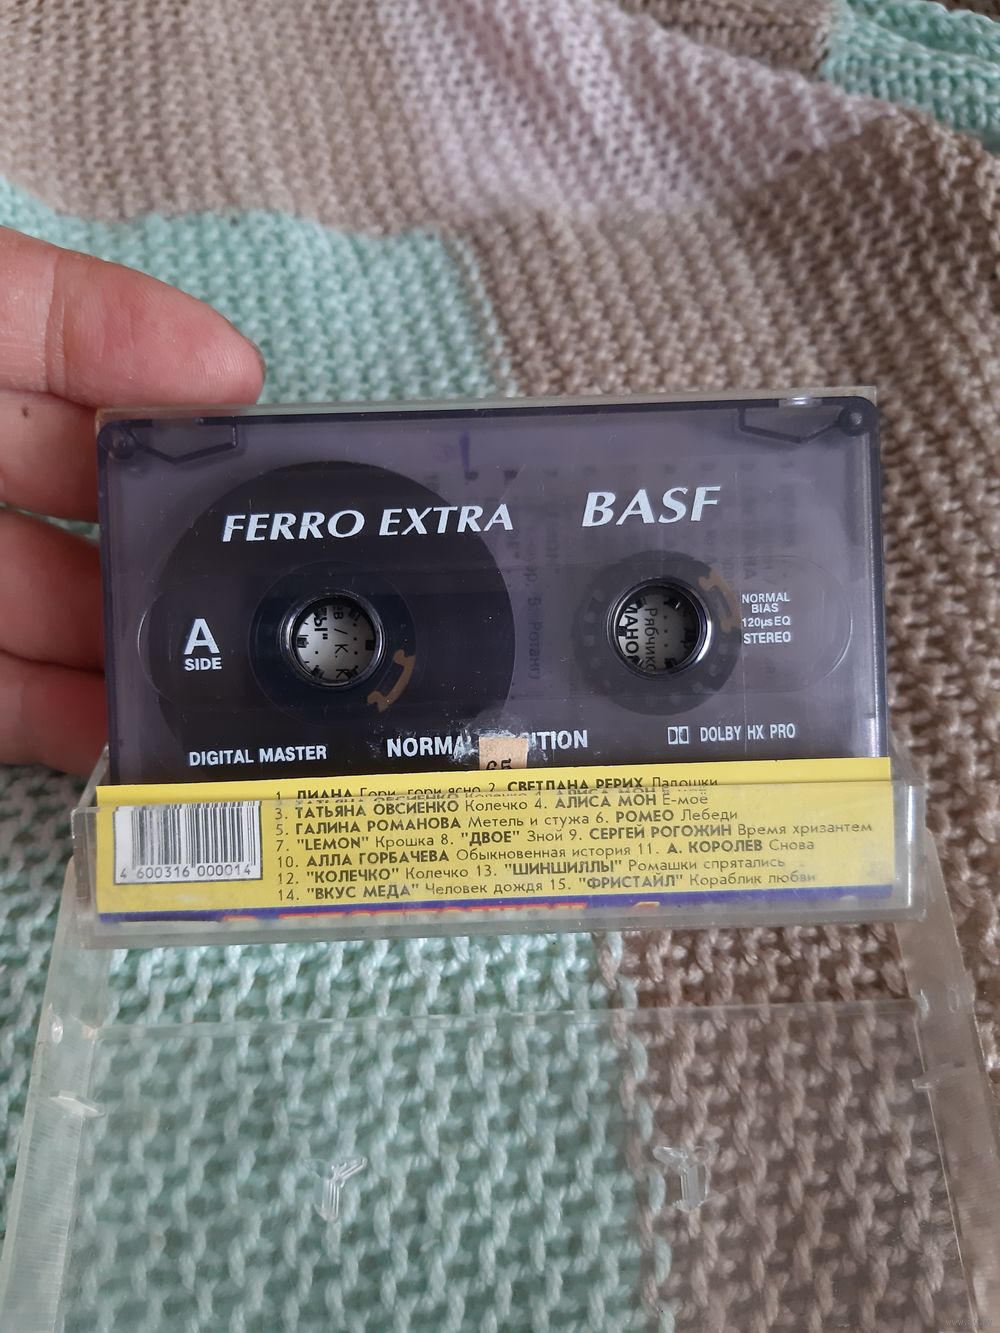 FERRO EXTRA BASF
A
SIDE
NORMAL
BIAS
120µs EQ
STEREO
DIGITAL MASTER
DOLBY HX PRO
1. ДИАНА Гори, гори ясно 2. СВЕТЛАНА РЕРИХ Ладошки
3. ТАТЬЯНА ОВСИЕНКО Колечко 4. АЛИСА МОН Е-моё
5. ГАЛИНА РОМАНОВА Метель и стужа 6. РОМЕО Лебеди
7. "LEMON" Крошка 8. "ДВОЕ" Зной 9. СЕРГЕЙ РОГОЖИН Время хризантем
10. АЛЛА ГОРБАЧЕВА Обыкновенная история 11. А. КОРОЛЕВ Снова
12. "КОЛЕЧКО" Колечко 13. "ШИНШИЛЛЫ" Ромашки спрятались
14. "ВКУС МЕДА" Человек дождя 15. "ФРИСТАЙЛ" Кораблик любви
4 600316 000014